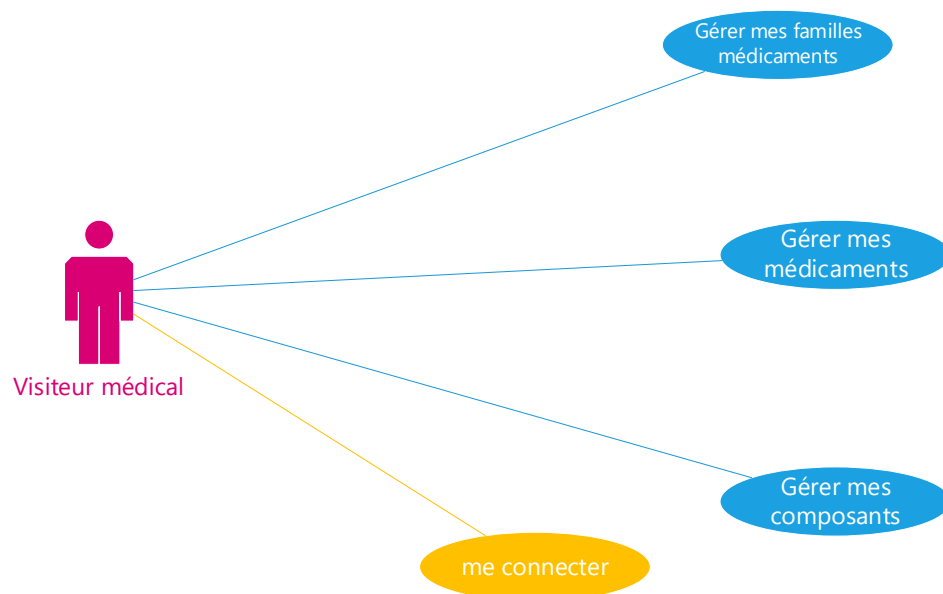 Gérer mes familles
médicaments
Gérer mes
médicaments
Visiteur médical
Gérer mes
composants
me connecter